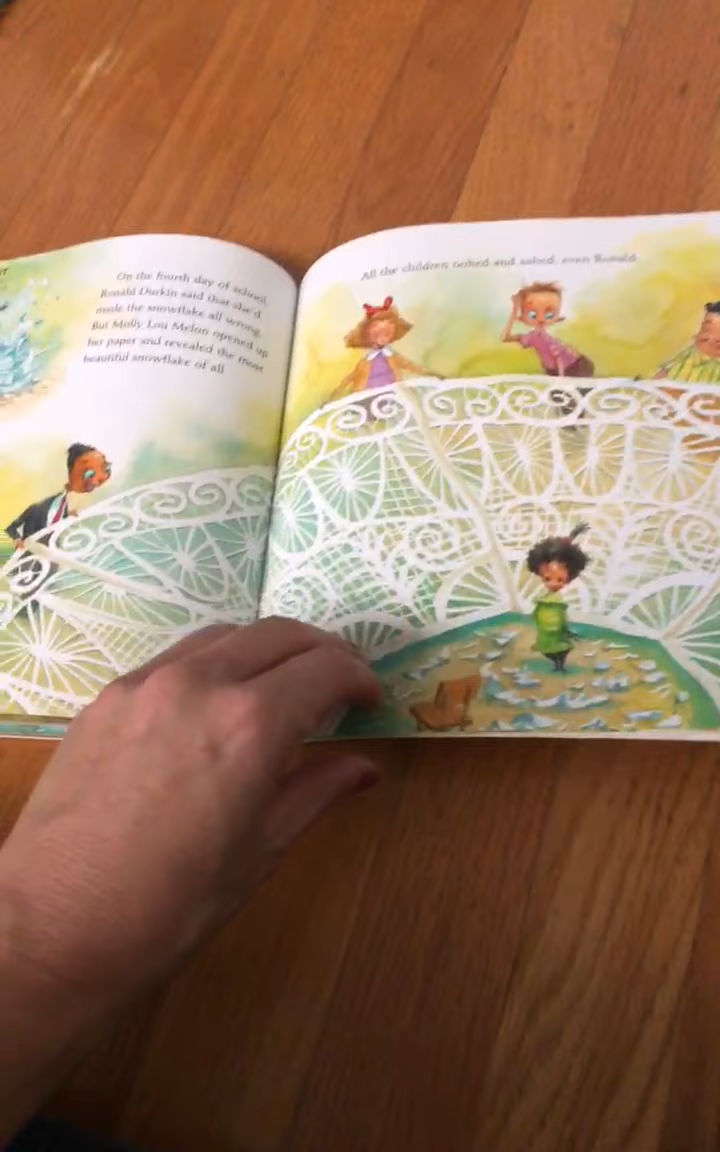 On the fourth day of school,
Ronald Durkin said that she'd
made the snowflake all wrong.
But Molly Lou Melon opened up
her paper and revealed the most
beautiful snowflake of all
All the children oohed and aahed, even Ronald.